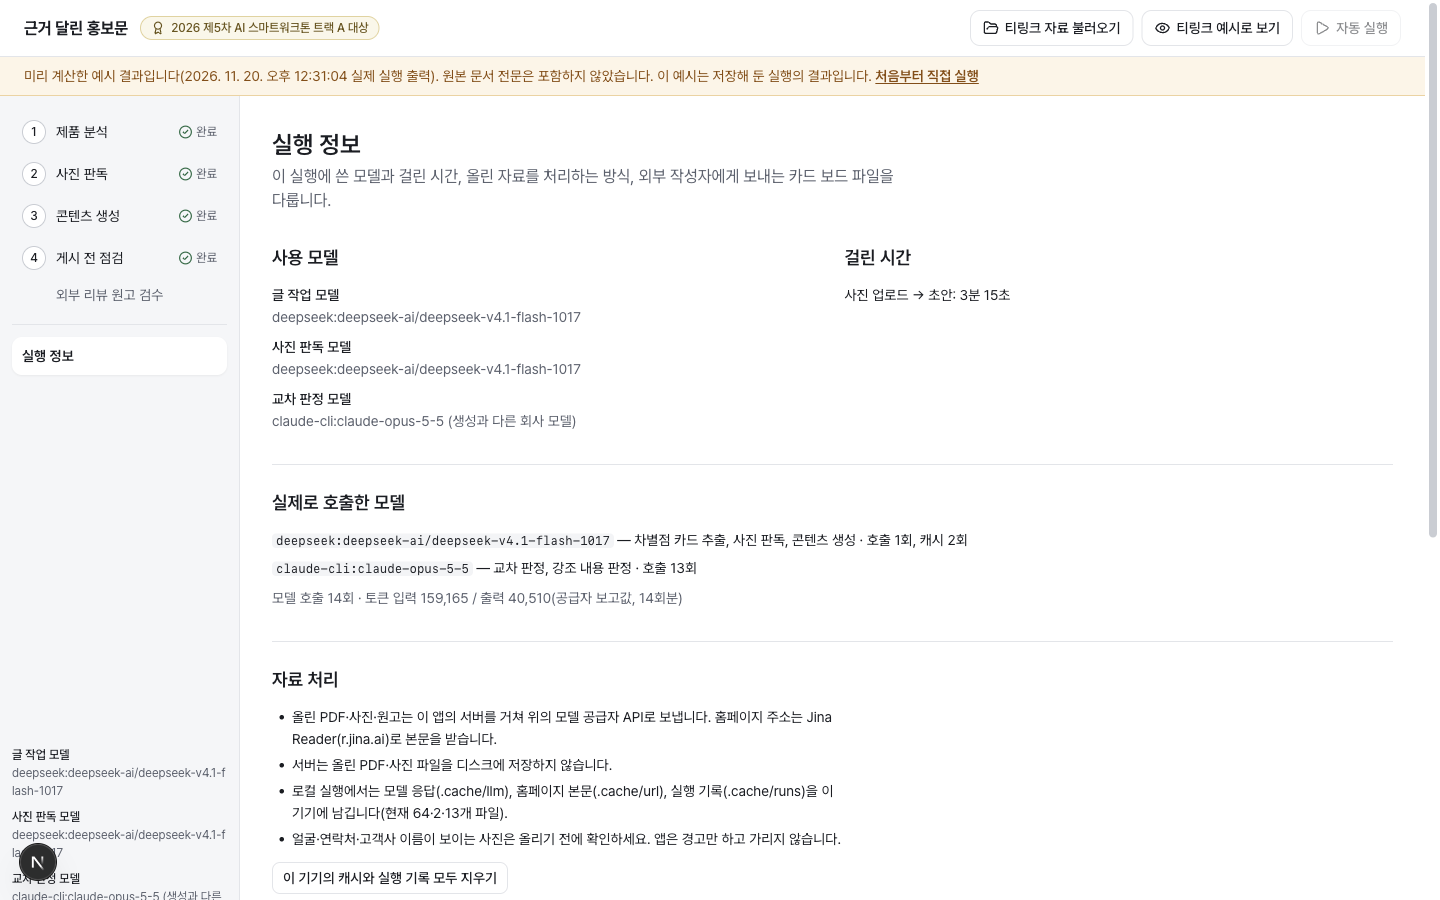 근거 달린 홍보문
2026 제5차 AI 스마트워크톤 트랙 A 대상
티링크 자료 불러오기
티링크 예시로 보기
자동 실행
미리 계산한 예시 결과입니다(2026. 11. 20. 오후 12:31:04 실제 실행 출력). 원본 문서 전문은 포함하지 않았습니다. 이 예시는 저장해 둔 실행의 결과입니다. 처음부터 직접 실행
1 제품 분석 완료
2 사진 판독 완료
3 콘텐츠 생성 완료
4 게시 전 점검 완료
외부 리뷰 원고 검수
실행 정보
글 작업 모델
deepseek:deepseek-ai/deepseek-v4.1-f
lash-1017
사진 판독 모델
deepseek:deepseek-ai/deepseek-v4.1-f
N
claude-cli:claude-opus-5-5 (생성과 다른
실행 정보
이 실행에 쓴 모델과 걸린 시간, 올린 자료를 처리하는 방식, 외부 작성자에게 보내는 카드 보드 파일을
다룹니다.
사용 모델
글 작업 모델
deepseek:deepseek-ai/deepseek-v4.1-flash-1017
사진 판독 모델
deepseek:deepseek-ai/deepseek-v4.1-flash-1017
교차 판정 모델
claude-cli:claude-opus-5-5 (생성과 다른 회사 모델)
걸린 시간
사진 업로드 → 초안: 3분 15초
실제로 호출한 모델
deepseek:deepseek-ai/deepseek-v4.1-flash-1017 — 차별점 카드 추출, 사진 판독, 콘텐츠 생성 · 호출 1회, 캐시 2회
claude-cli:claude-opus-5-5 — 교차 판정, 강조 내용 판정 · 호출 13회
모델 호출 14회 · 토큰 입력 159,165 / 출력 40,510(공급자 보고값, 14회분)
자료 처리
• 올린 PDF·사진·원고는 이 앱의 서버를 거쳐 위의 모델 공급자 API로 보냅니다. 홈페이지 주소는 Jina
Reader(r.jina.ai)로 본문을 받습니다.
• 서버는 올린 PDF·사진 파일을 디스크에 저장하지 않습니다.
• 로컬 실행에서는 모델 응답(.cache/llm), 홈페이지 본문(.cache/url), 실행 기록(.cache/runs)을 이
기기에 남깁니다(현재 64·2·13개 파일).
• 얼굴·연락처·고객사 이름이 보이는 사진은 올리기 전에 확인하세요. 앱은 경고만 하고 가리지 않습니다.
이 기기의 캐시와 실행 기록 모두 지우기